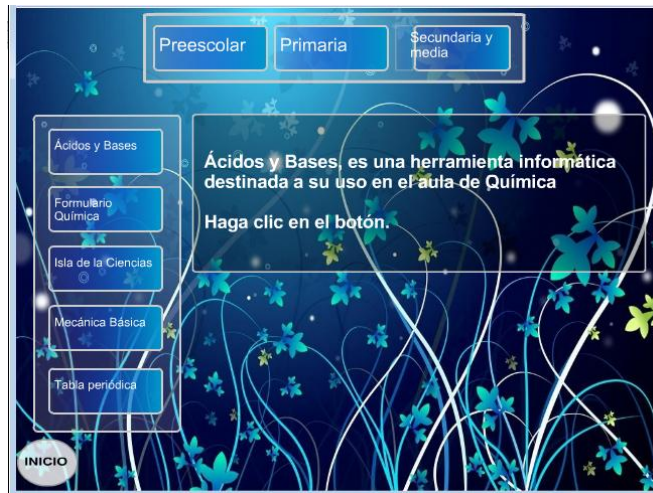 Preescolar
Primaria
Secundaria y
media
Ácidos y Bases
Formulario
Química
Isla de la Ciencias
Mecánica Básica
Tabla periódica
Ácidos y Bases, es una herramienta informática
destinada a su uso en el aula de Química
Haga clic en el botón.
INICIO